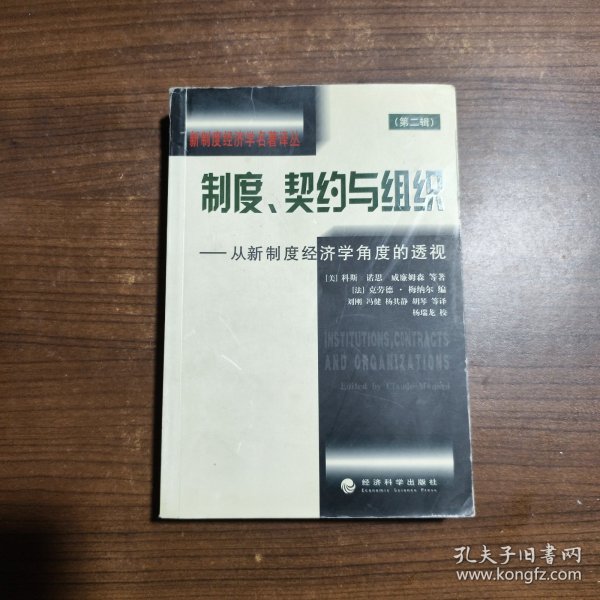 (第二辑)
新制度经济学名著译丛
制度、契约与组织
——从新制度经济学角度的透视
[美] 科斯 诺思 威廉姆森 等著
[法] 克劳德·梅纳尔 编
刘刚 冯健 杨其静 胡琴 等译
杨瑞龙 校
INSTITUTIONS, CONTRACTS
AND ORGANIZATIONS
Edited by Claude Menard
经济科学出版社
Economic Science Press
孔夫子旧书网
www.kongfz.com